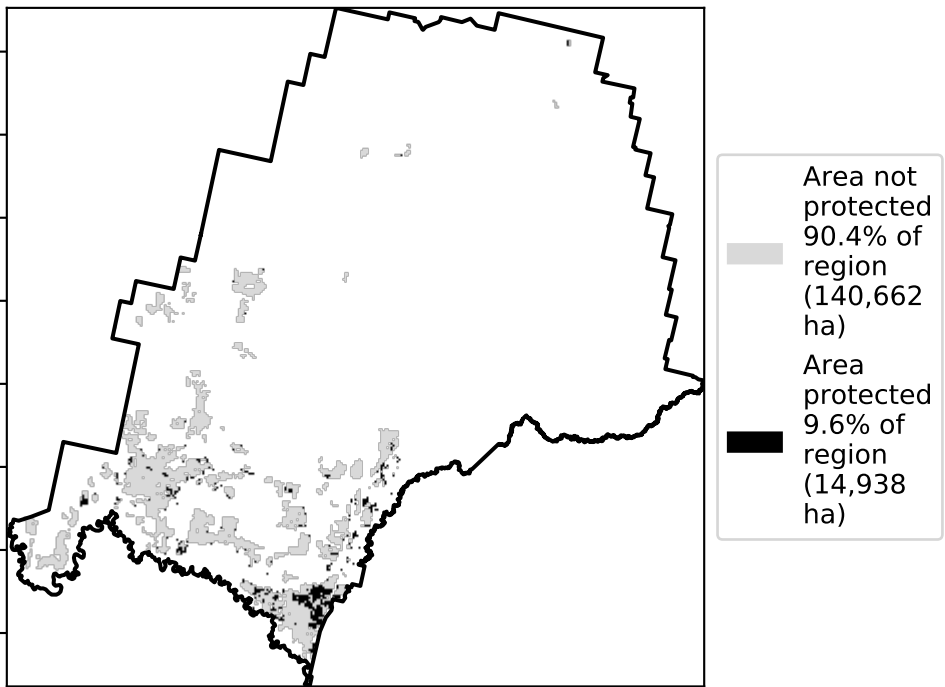 Area not
protected
90.4% of
region
(140,662
ha)
Area
protected
9.6% of
region
(14,938
ha)